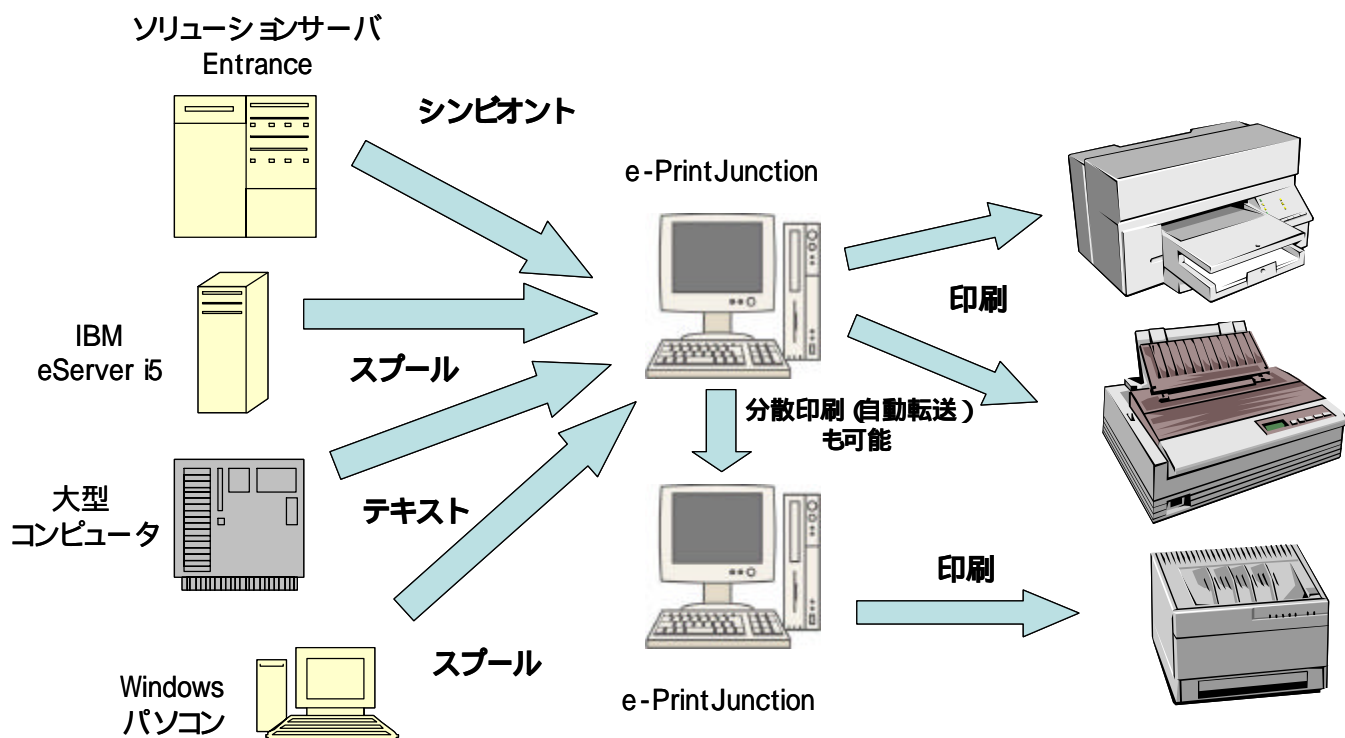 ソリューションサーバ
Entrance
シンビオント
e-PrintJunction
印刷
IBM
eServer i5
スプール
分散印刷（自動転送）
も可能
大型
コンピュータ
テキスト
印刷
スプール
Windows
パソコン
e-PrintJunction